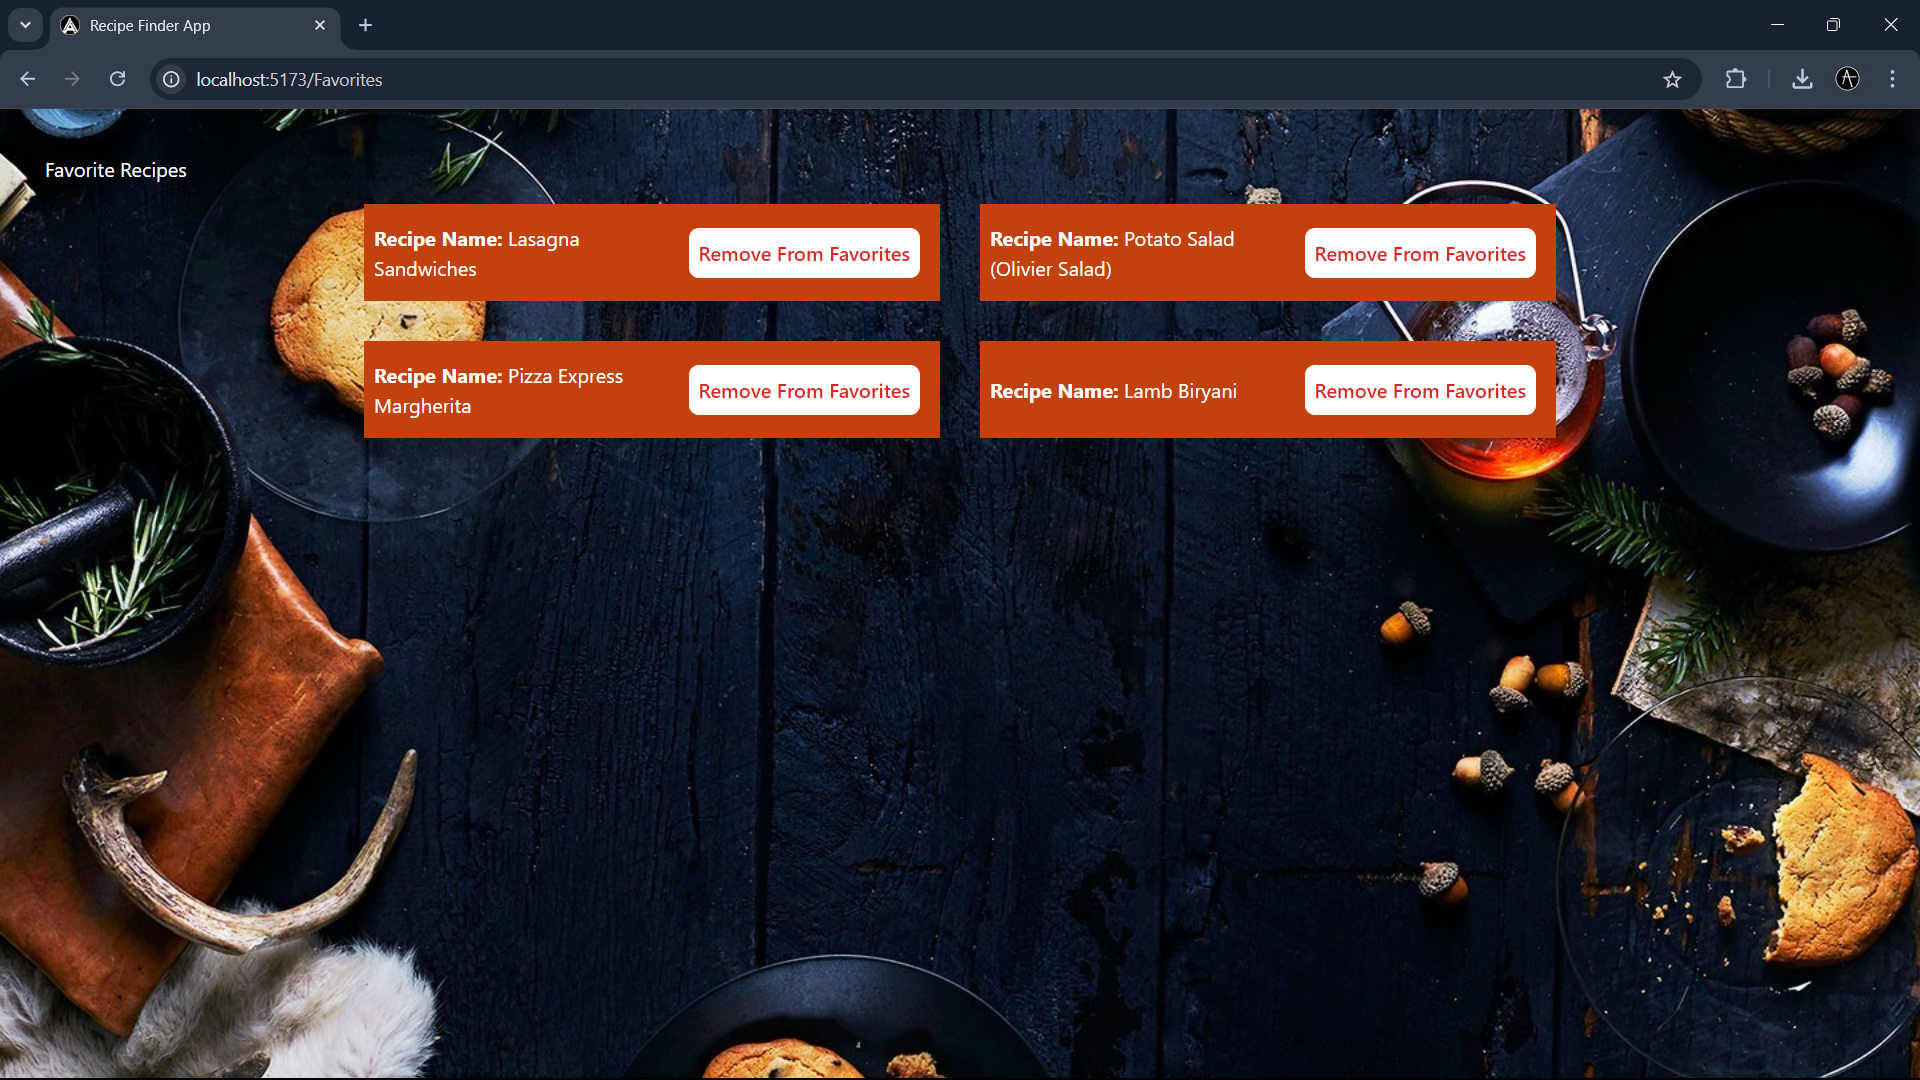 Recipe Finder App
localhost:5173/Favorites
Favorite Recipes
Recipe Name: Lasagna
Sandwiches
Remove From Favorites
Recipe Name: Potato Salad
(Olivier Salad)
Remove From Favorites
Recipe Name: Pizza Express
Margherita
Remove From Favorites
Recipe Name: Lamb Biryani
Remove From Favorites